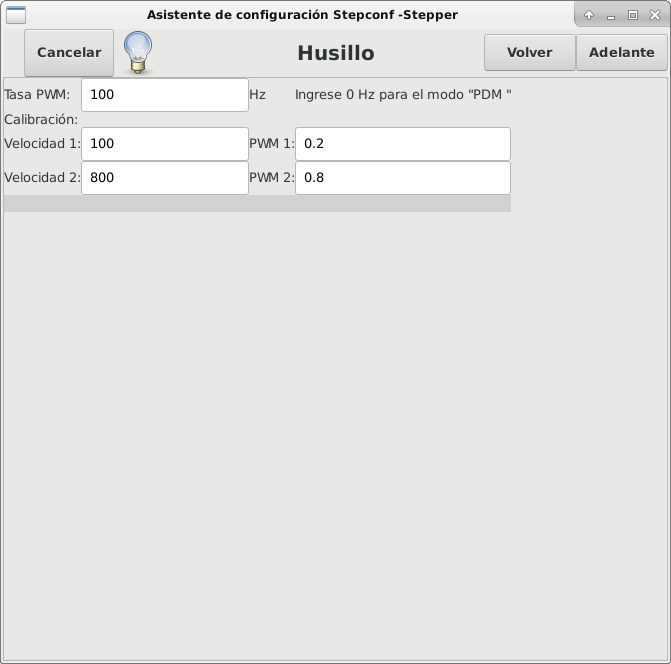 Asistente de configuración Stepconf -Stepper
Cancelar Husillo Volver Adelante
Tasa PWM: 100 Hz Ingrese 0 Hz para el modo "PDM "
Calibración:
Velocidad 1: 100 PWM 1: 0.2
Velocidad 2: 800 PWM 2: 0.8